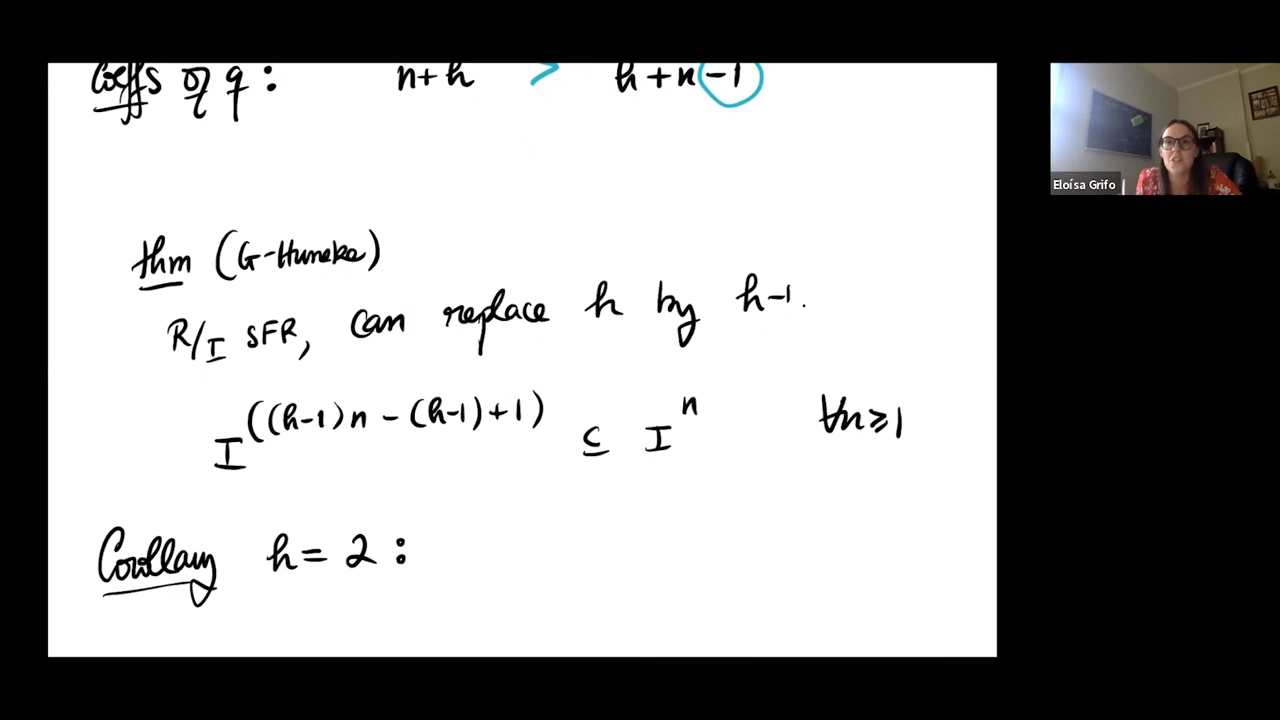 Coeffs of q : n+h > h+n-1
Thm (G-Huneke)
R/I SFR, can replace h by h-1.
I^((h-1)n - (h-1)+1) ⊆ I^n ∀n≥1
Corollary h = 2 :
Eloísa Grifo